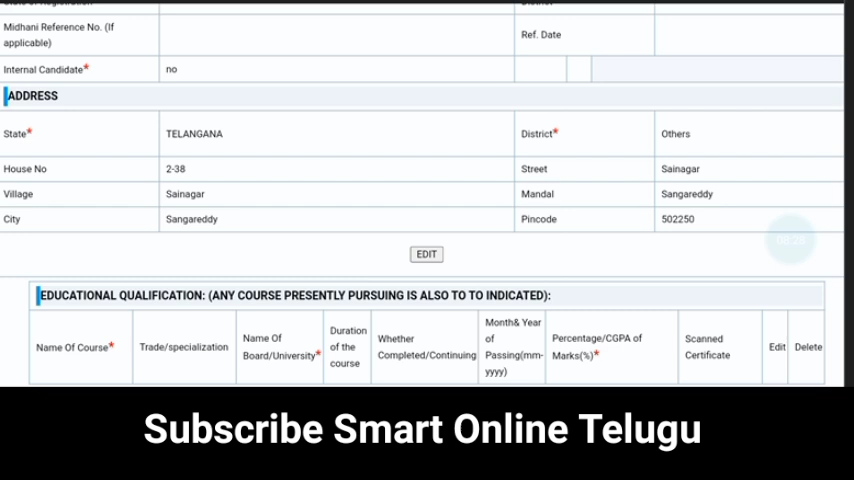 Midhani Reference No. (If applicable)
Ref. Date
Internal Candidate* no
ADDRESS
State* TELANGANA District* Others
House No 2-38 Street Sainagar
Village Sainagar Mandal Sangareddy
City Sangareddy Pincode 502250
EDIT
EDUCATIONAL QUALIFICATION: (ANY COURSE PRESENTLY PURSUING IS ALSO TO TO INDICATED):
Name Of Course*
Trade/specialization
Name Of
Board/University*
Duration
of the
course
Whether
Completed/Continuing
Month& Year
of
Passing(mm-
yyyy)
Percentage/CGPA of
Marks(%)*
Scanned
Certificate
Edit
Delete
Subscribe Smart Online Telugu